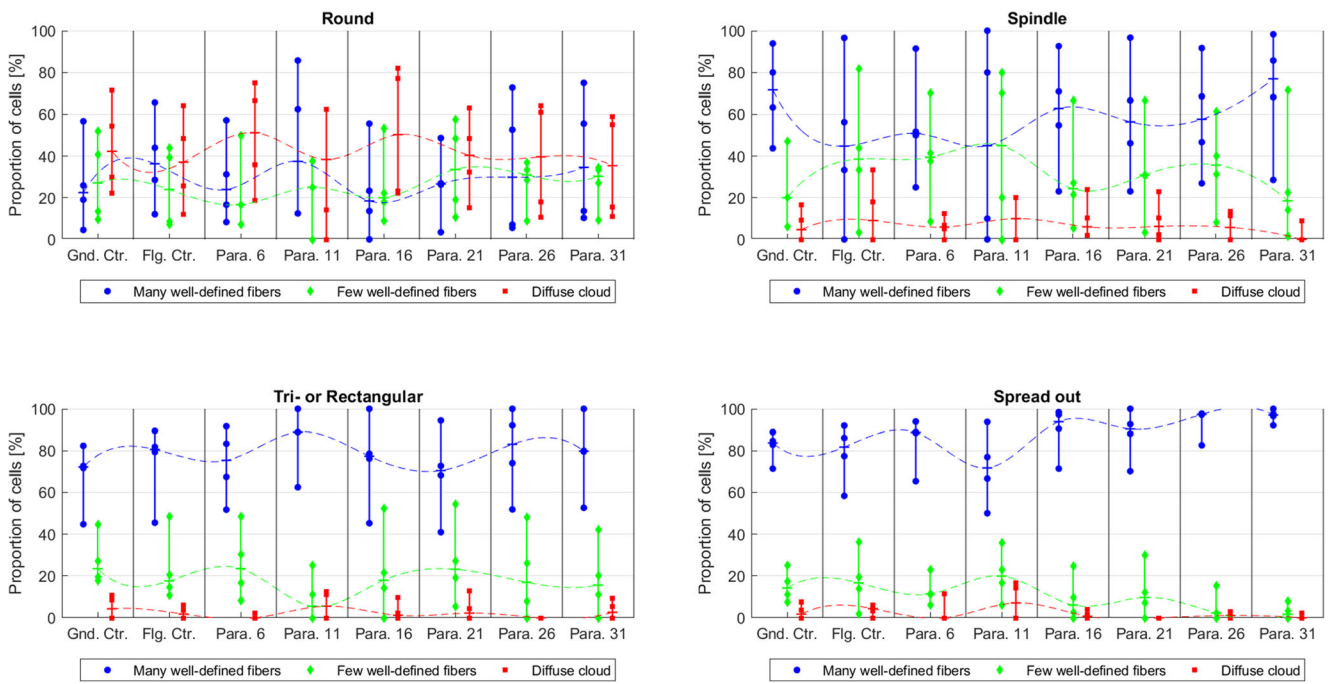 Round
Proportion of cells [%]
100
80
60
40
20
0
Gnd. Ctr. Flg. Ctr. Para. 6 Para. 11 Para. 16 Para. 21 Para. 26 Para. 31
Many well-defined fibers Few well-defined fibers Diffuse cloud
Spindle
Proportion of cells [%]
100
80
60
40
20
0
Gnd. Ctr. Flg. Ctr. Para. 6 Para. 11 Para. 16 Para. 21 Para. 26 Para. 31
Many well-defined fibers Few well-defined fibers Diffuse cloud
Tri- or Rectangular
Proportion of cells [%]
100
80
60
40
20
0
Gnd. Ctr. Flg. Ctr. Para. 6 Para. 11 Para. 16 Para. 21 Para. 26 Para. 31
Many well-defined fibers Few well-defined fibers Diffuse cloud
Spread out
Proportion of cells [%]
100
80
60
40
20
0
Gnd. Ctr. Flg. Ctr. Para. 6 Para. 11 Para. 16 Para. 21 Para. 26 Para. 31
Many well-defined fibers Few well-defined fibers Diffuse cloud